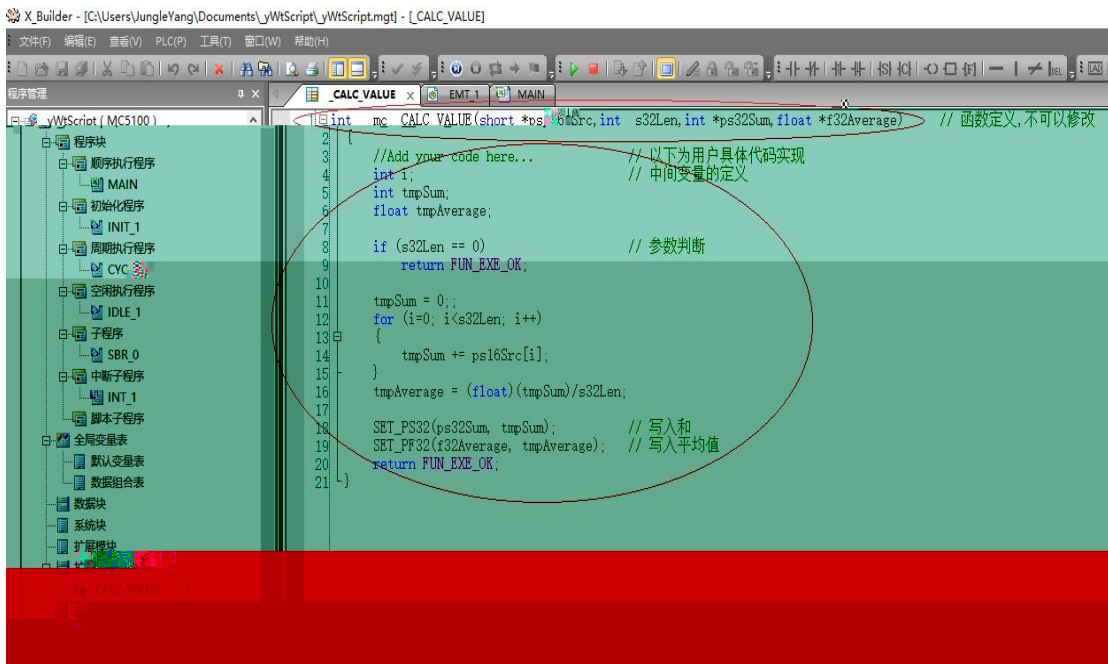 X_Builder - [C:\Users\JungleYang\Documents\_yWtScript\_yWtScript.mgt] - [_CALC_VALUE]
文件(F) 编辑(E) 查看(V) PLC(P) 工具(T) 窗口(W) 帮助(H)
程序管理
_CALC_VALUE x EMT_1 MAIN
_yWtScript ( MC5100 )
程序块
顺序执行程序
MAIN
初始化程序
INIT_1
周期执行程序
CYC
空闲执行程序
IDLE_1
子程序
SBR_0
中断子程序
INT_1
脚本子程序
全局变量表
默认变量表
数据组合表
数据块
系统块
扩展模块
CALC_VALUE
1 int mc_CALC_VALUE(short *ps Src,int s32Len,int *ps32Sum,float *f32Average) // 函数定义,不可以修改
2 {
3 //Add your code here... // 以下为用户具体代码实现
4 int i; // 中间变量的定义
5 int tmpSum;
6 float tmpAverage;
7
8 if (s32Len == 0) // 参数判断
9 return FUN_EXE_OK;
10
11 tmpSum = 0;;
12 for (i=0; i<s32Len; i++)
13 {
14 tmpSum += ps16Src[i];
15 }
16 tmpAverage = (float)(tmpSum)/s32Len;
17
18 SET_PS32(ps32Sum, tmpSum); // 写入和
19 SET_PF32(f32Average, tmpAverage); // 写入平均值
20 return FUN_EXE_OK;
21 }